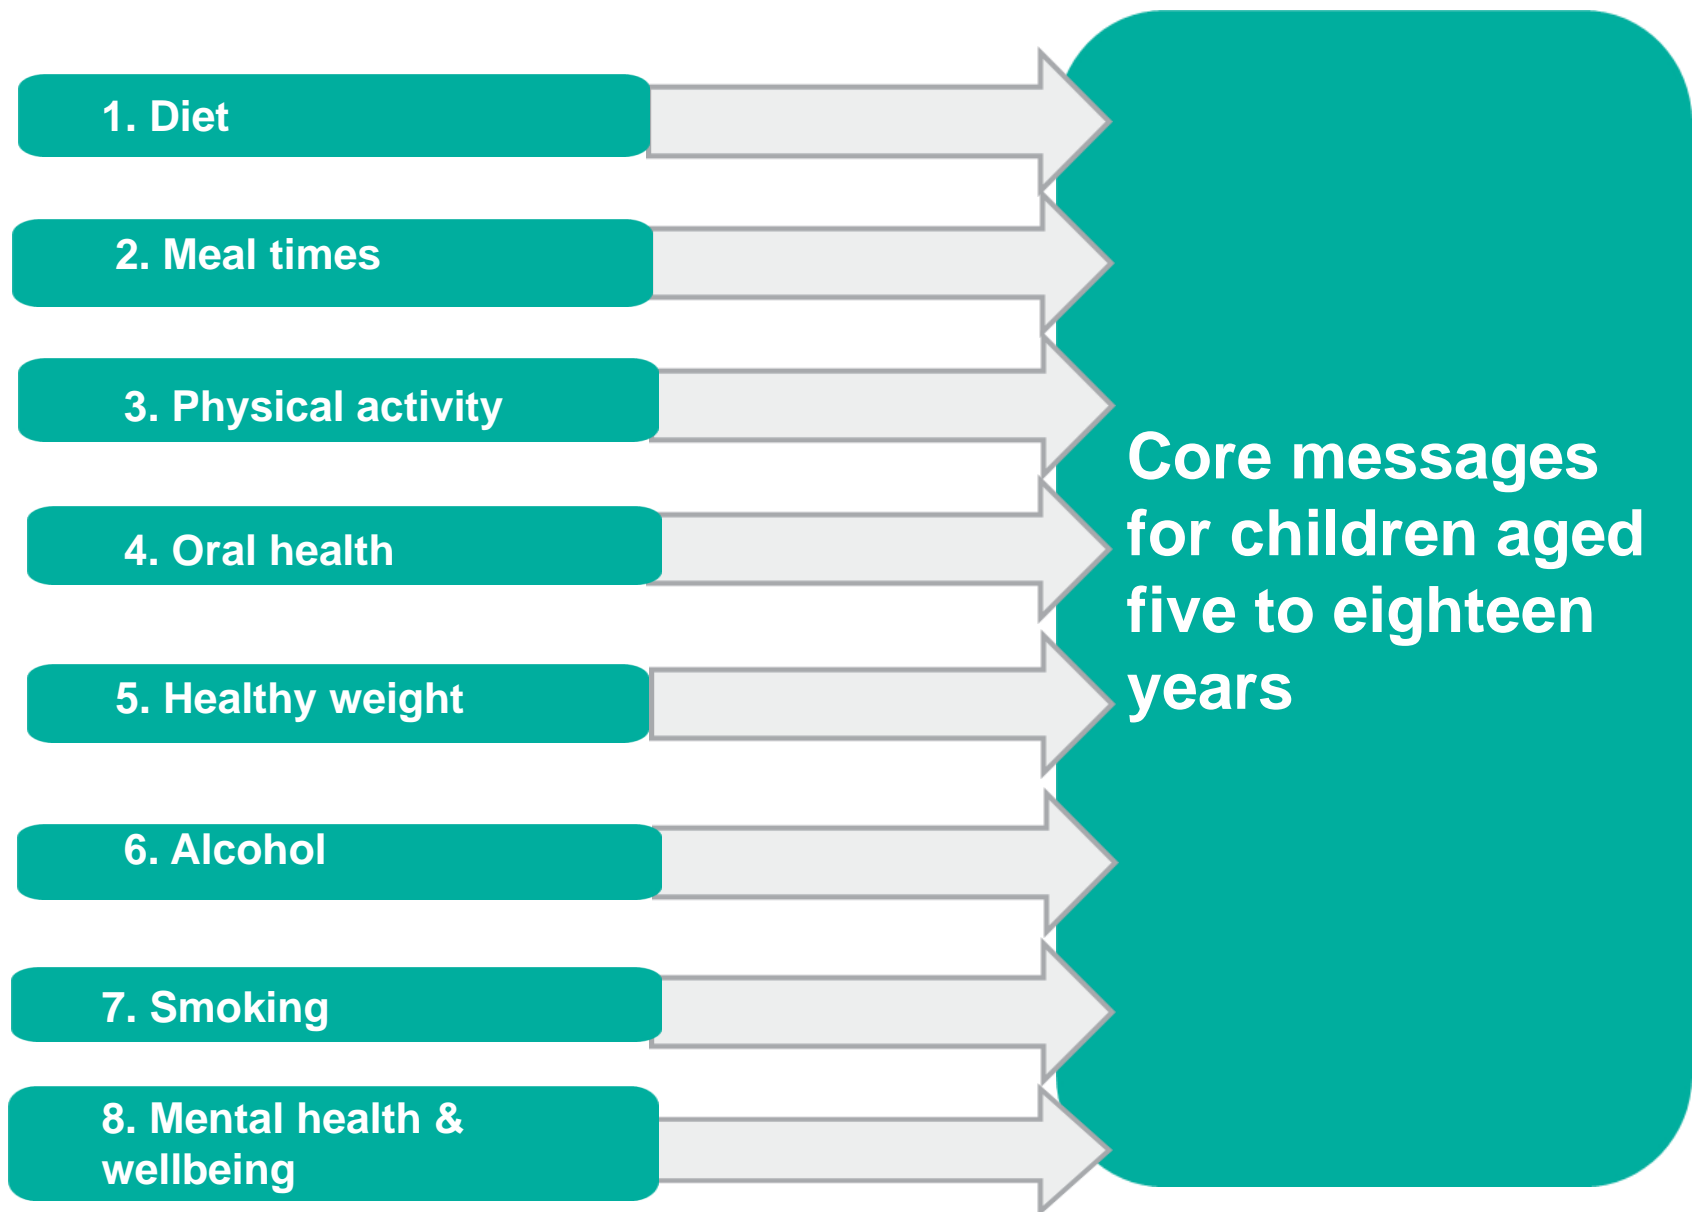 1. Diet
2. Meal times
3. Physical activity
4. Oral health
5. Healthy weight
6. Alcohol
7. Smoking
8. Mental health &
wellbeing
Core messages
for children aged
five to eighteen
years